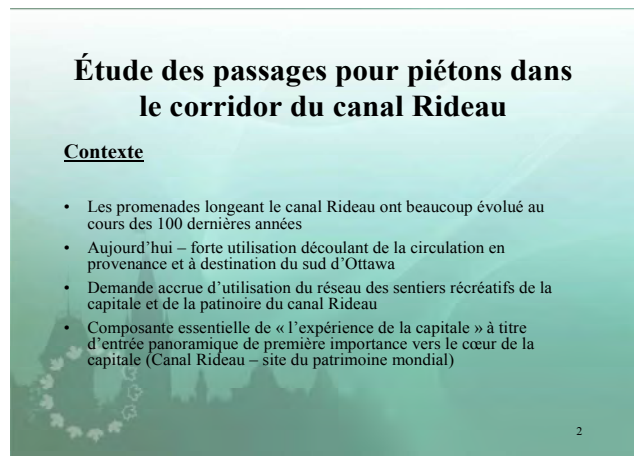 Étude des passages pour piétons dans
le corridor du canal Rideau
Contexte
• Les promenades longeant le canal Rideau ont beaucoup évolué au
cours des 100 dernières années
• Aujourd’hui – forte utilisation découlant de la circulation en
provenance et à destination du sud d’Ottawa
• Demande accrue d’utilisation du réseau des sentiers récréatifs de la
capitale et de la patinoire du canal Rideau
• Composante essentielle de « l’expérience de la capitale » à titre
d’entrée panoramique de première importance vers le cœur de la
capitale (Canal Rideau – site du patrimoine mondial)
2